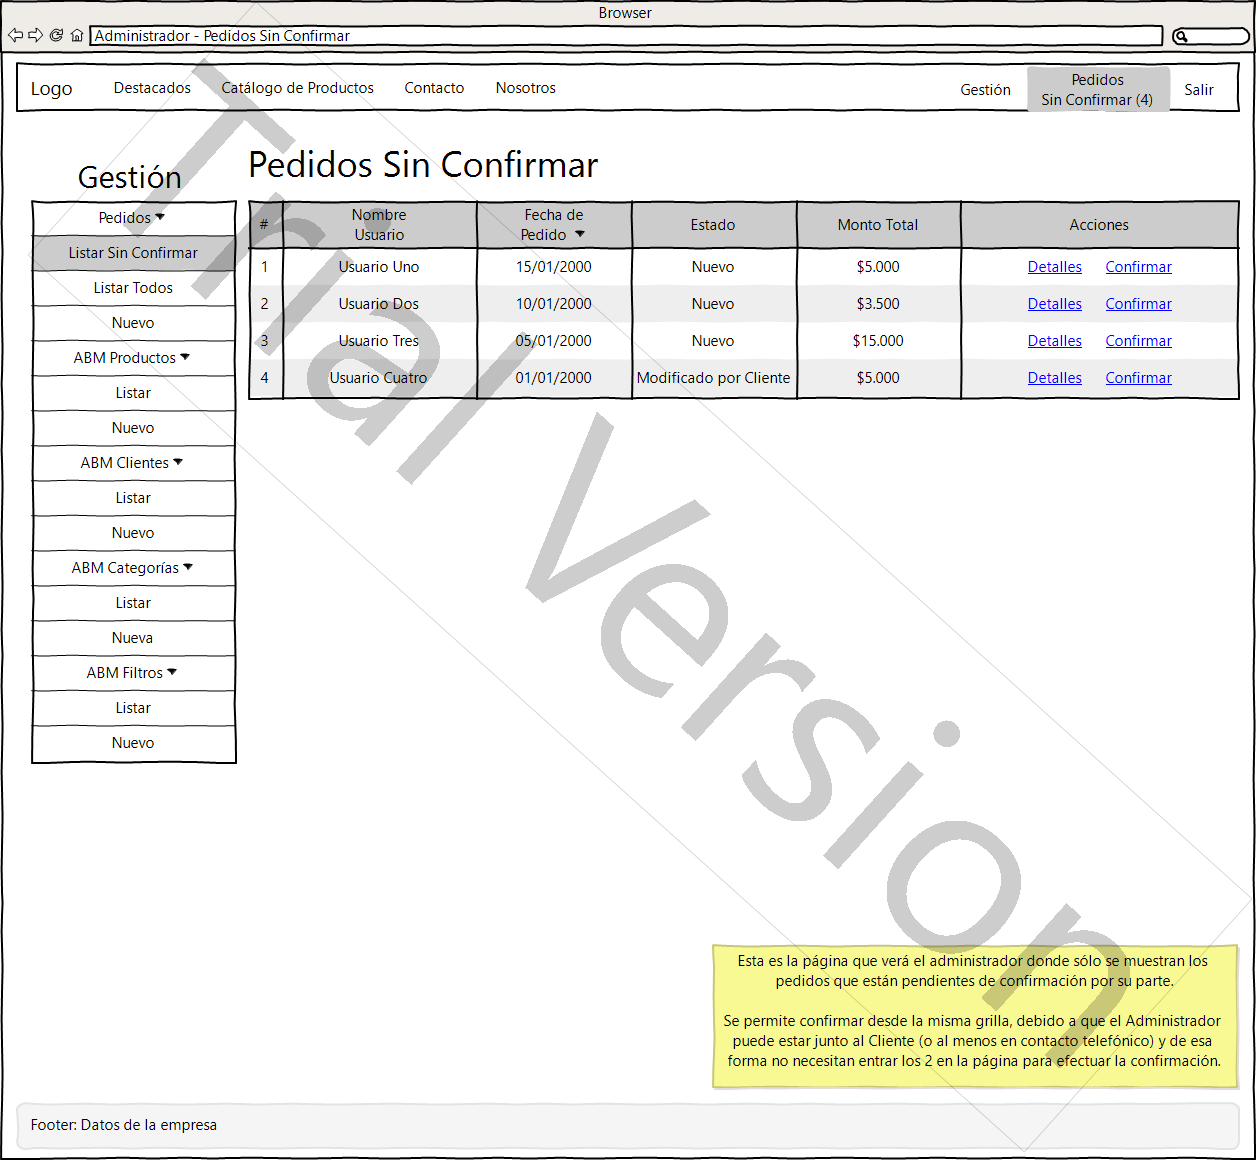 Browser
Administrador - Pedidos Sin Confirmar
Logo
Destacados
Catálogo de Productos
Contacto
Nosotros
Gestión
Pedidos
Sin Confirmar (4)
Salir
Gestión
Pedidos
Listar Sin Confirmar
Listar Todos
Nuevo
ABM Productos
Listar
Nuevo
ABM Clientes
Listar
Nuevo
ABM Categorías
Listar
Nueva
ABM Filtros
Listar
Nuevo
Pedidos Sin Confirmar
# Nombre Usuario Fecha de Pedido Estado Monto Total Acciones
1 Usuario Uno 15/01/2000 Nuevo $5.000 Detalles Confirmar
2 Usuario Dos 10/01/2000 Nuevo $3.500 Detalles Confirmar
3 Usuario Tres 05/01/2000 Nuevo $15.000 Detalles Confirmar
4 Usuario Cuatro 01/01/2000 Modificado por Cliente $5.000 Detalles Confirmar
Trial Version
Esta es la página que verá el administrador donde sólo se muestran los
pedidos que están pendientes de confirmación por su parte.
Se permite confirmar desde la misma grilla, debido a que el Administrador
puede estar junto al Cliente (o al menos en contacto telefónico) y de esa
forma no necesitan entrar los 2 en la página para efectuar la confirmación.
Footer: Datos de la empresa